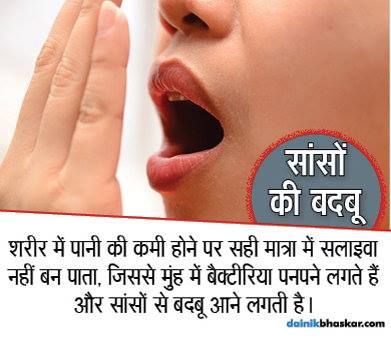 सांसों
की बदबू
शरीर में पानी की कमी होने पर सही मात्रा में सलाइवा
नहीं बन पाता, जिससे मुंह में बैक्टीरिया पनपने लगते हैं
और सांसों से बदबू आने लगती है।
dainikbhaskar.com